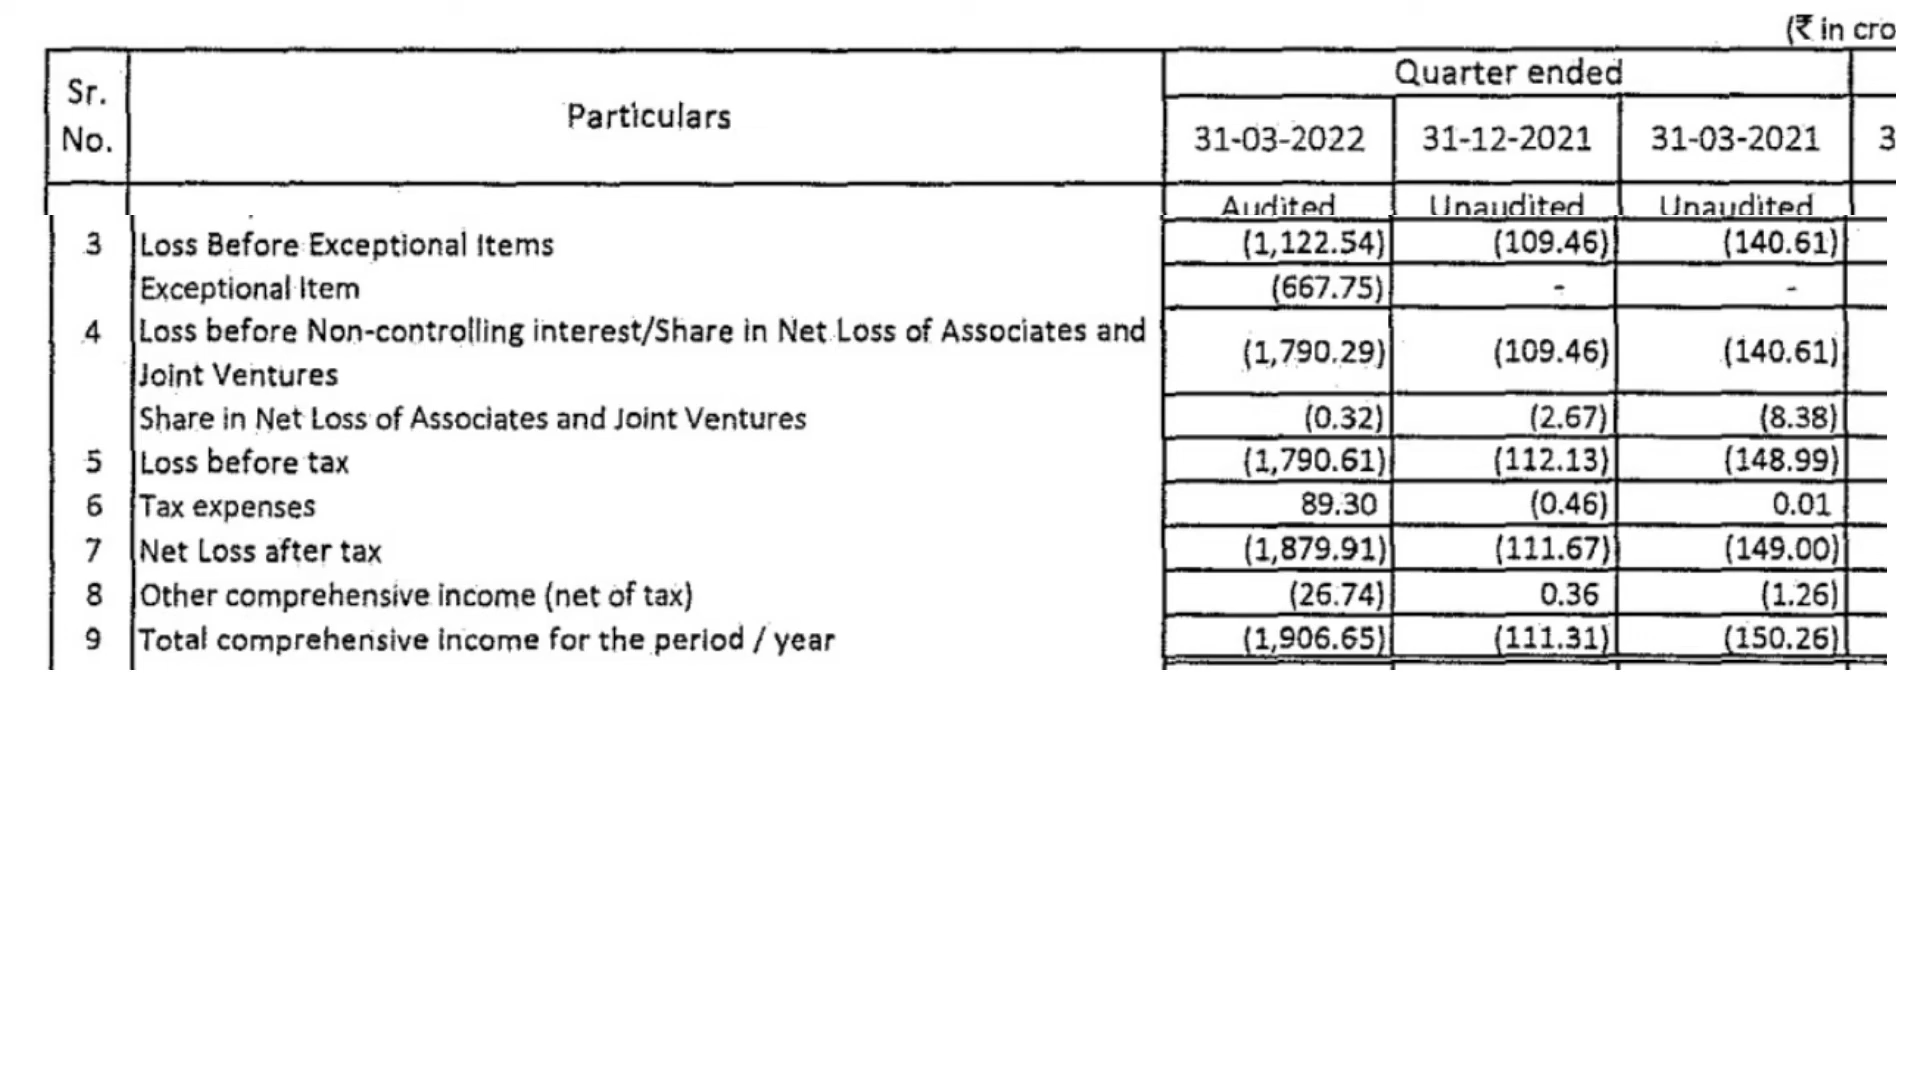 (₹ in cro
Sr. No. Particulars Quarter ended
31-03-2022 31-12-2021 31-03-2021 3
Audited Unaudited Unaudited
3 Loss Before Exceptional Items (1,122.54) (109.46) (140.61)
Exceptional Item (667.75) - -
4 Loss before Non-controlling interest/Share in Net Loss of Associates and
Joint Ventures (1,790.29) (109.46) (140.61)
Share in Net Loss of Associates and Joint Ventures (0.32) (2.67) (8.38)
5 Loss before tax (1,790.61) (112.13) (148.99)
6 Tax expenses 89.30 (0.46) 0.01
7 Net Loss after tax (1,879.91) (111.67) (149.00)
8 Other comprehensive income (net of tax) (26.74) 0.36 (1.26)
9 Total comprehensive income for the period / year (1,906.65) (111.31) (150.26)